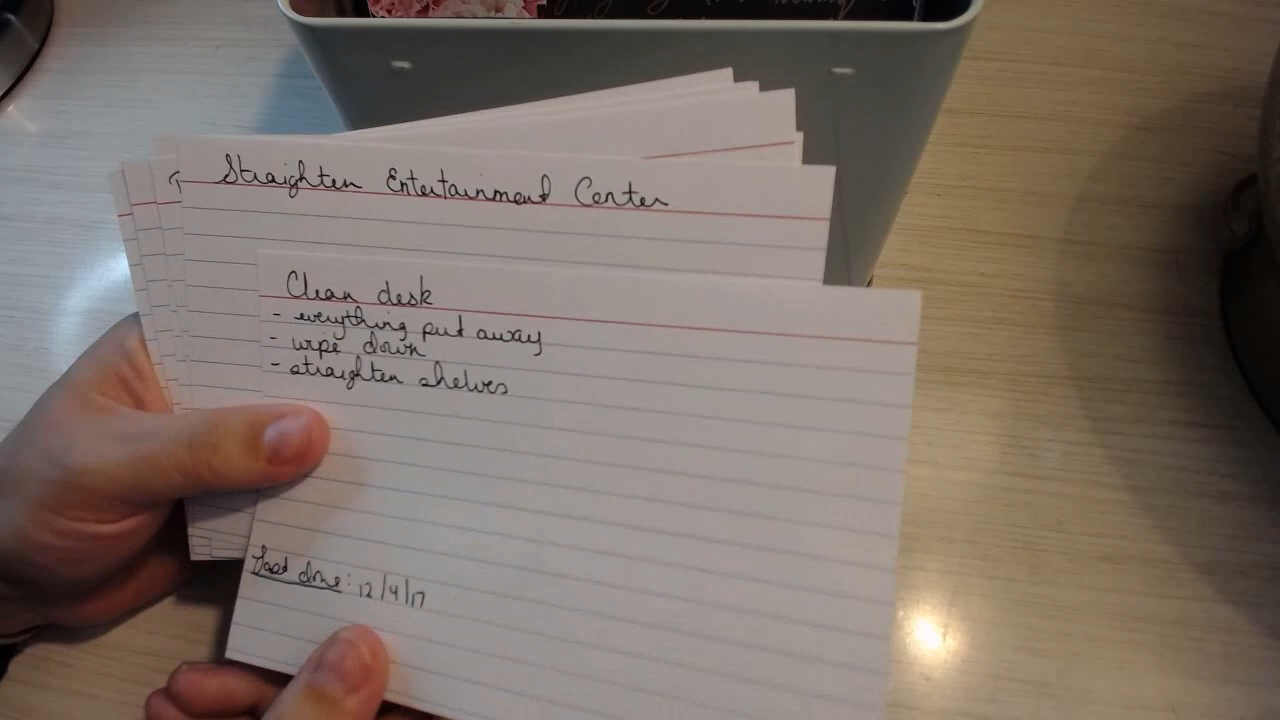 Straighten Entertainment Center
Clean desk
- everything put away
- wipe down
- straighten shelves
Last done: 12/4/17